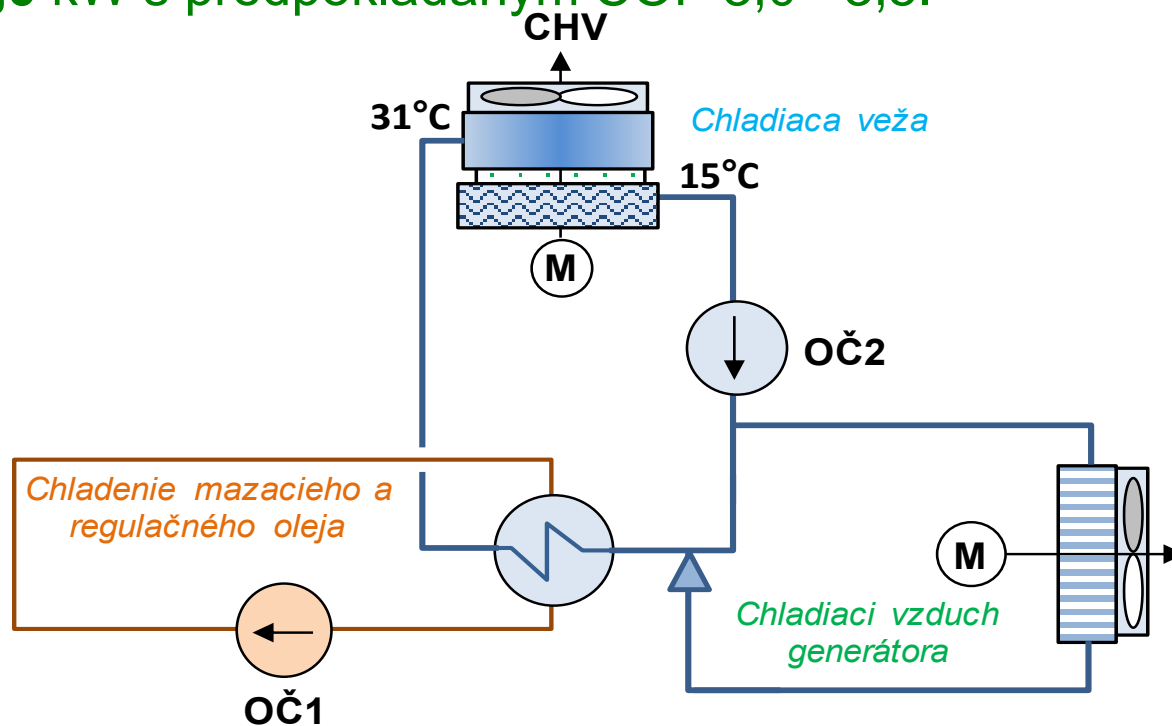 CHV
31°C
Chladiaca veža
15°C
M
OČ2
Chladenie mazacieho a
regulačného oleja
M
Chladiaci vzduch
generátora
OČ1